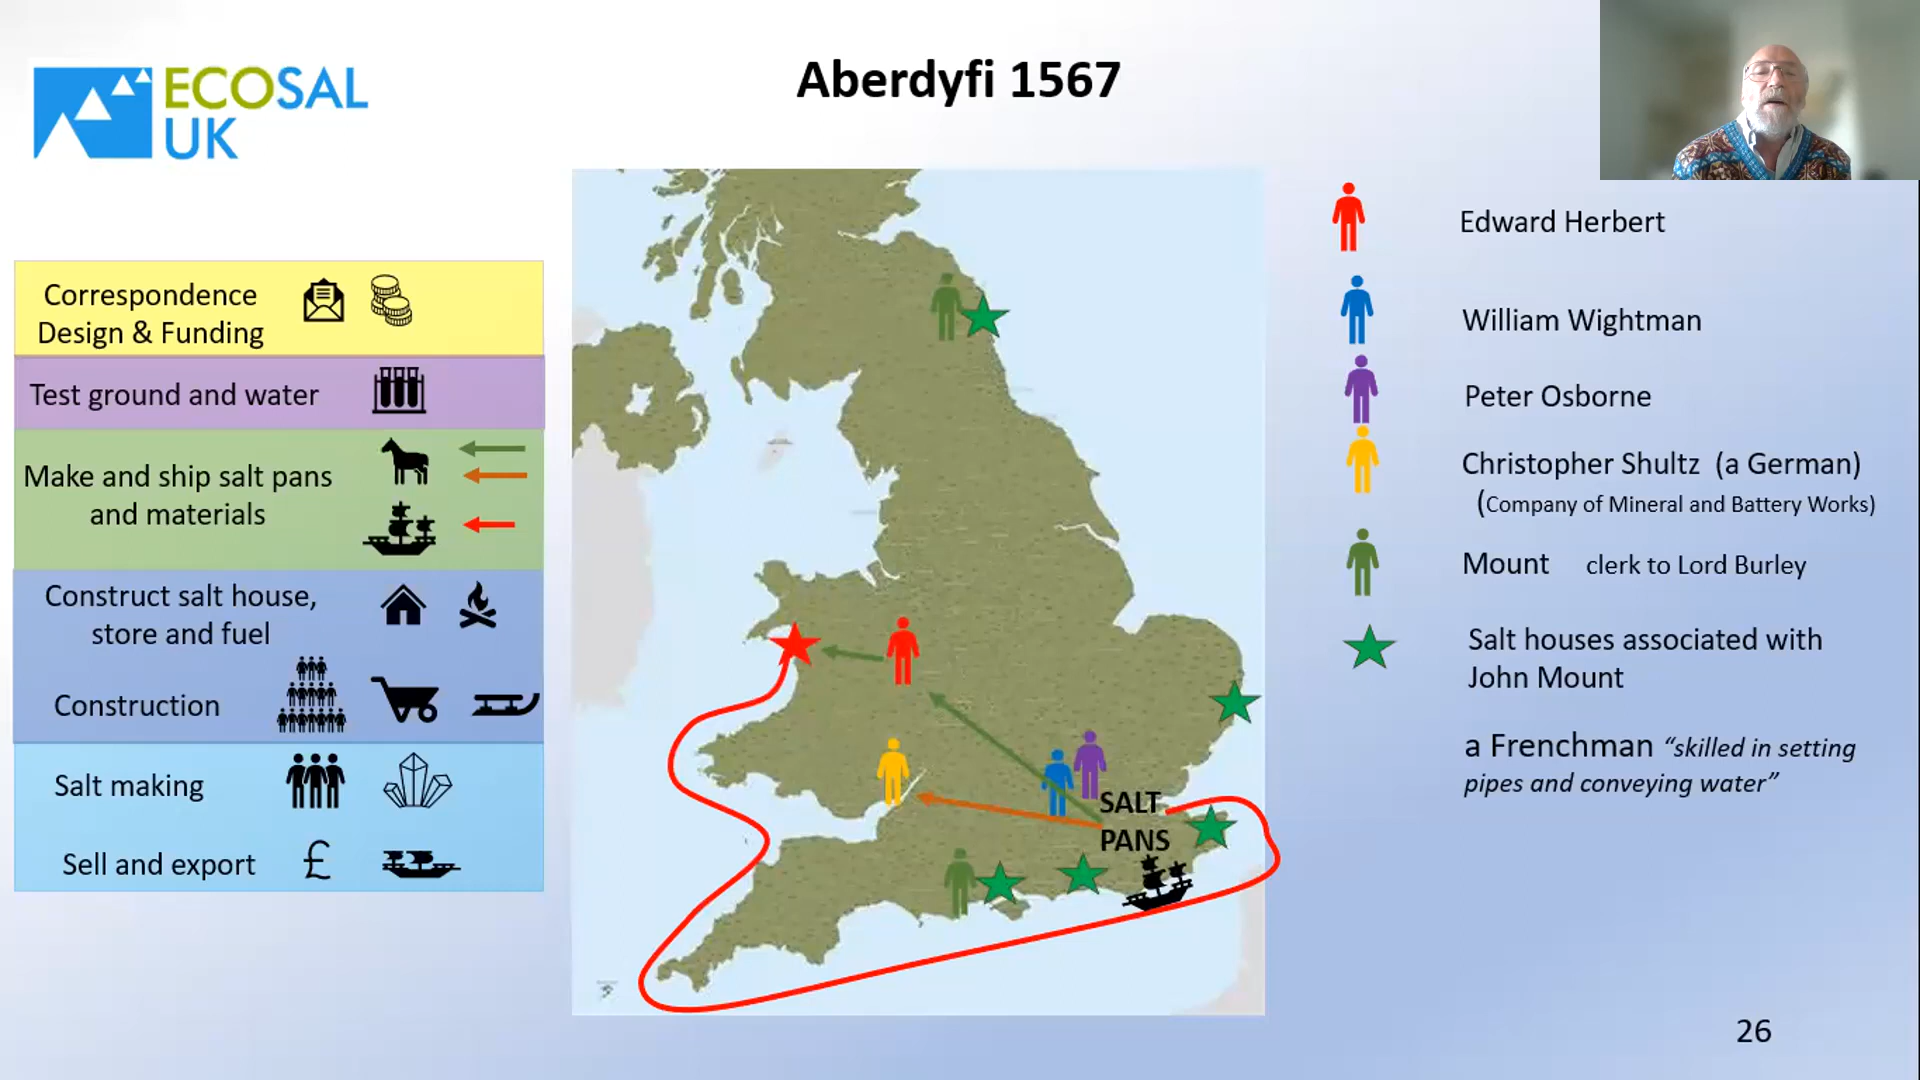 ECOSAL
UK
Aberdyfi 1567
Correspondence
Design & Funding
Test ground and water
Make and ship salt pans
and materials
Construct salt house,
store and fuel
Construction
Salt making
Sell and export
£
SALT
PANS
Edward Herbert
William Wightman
Peter Osborne
Christopher Shultz (a German)
(Company of Mineral and Battery Works)
Mount clerk to Lord Burley
Salt houses associated with
John Mount
a Frenchman “skilled in setting
pipes and conveying water”
26